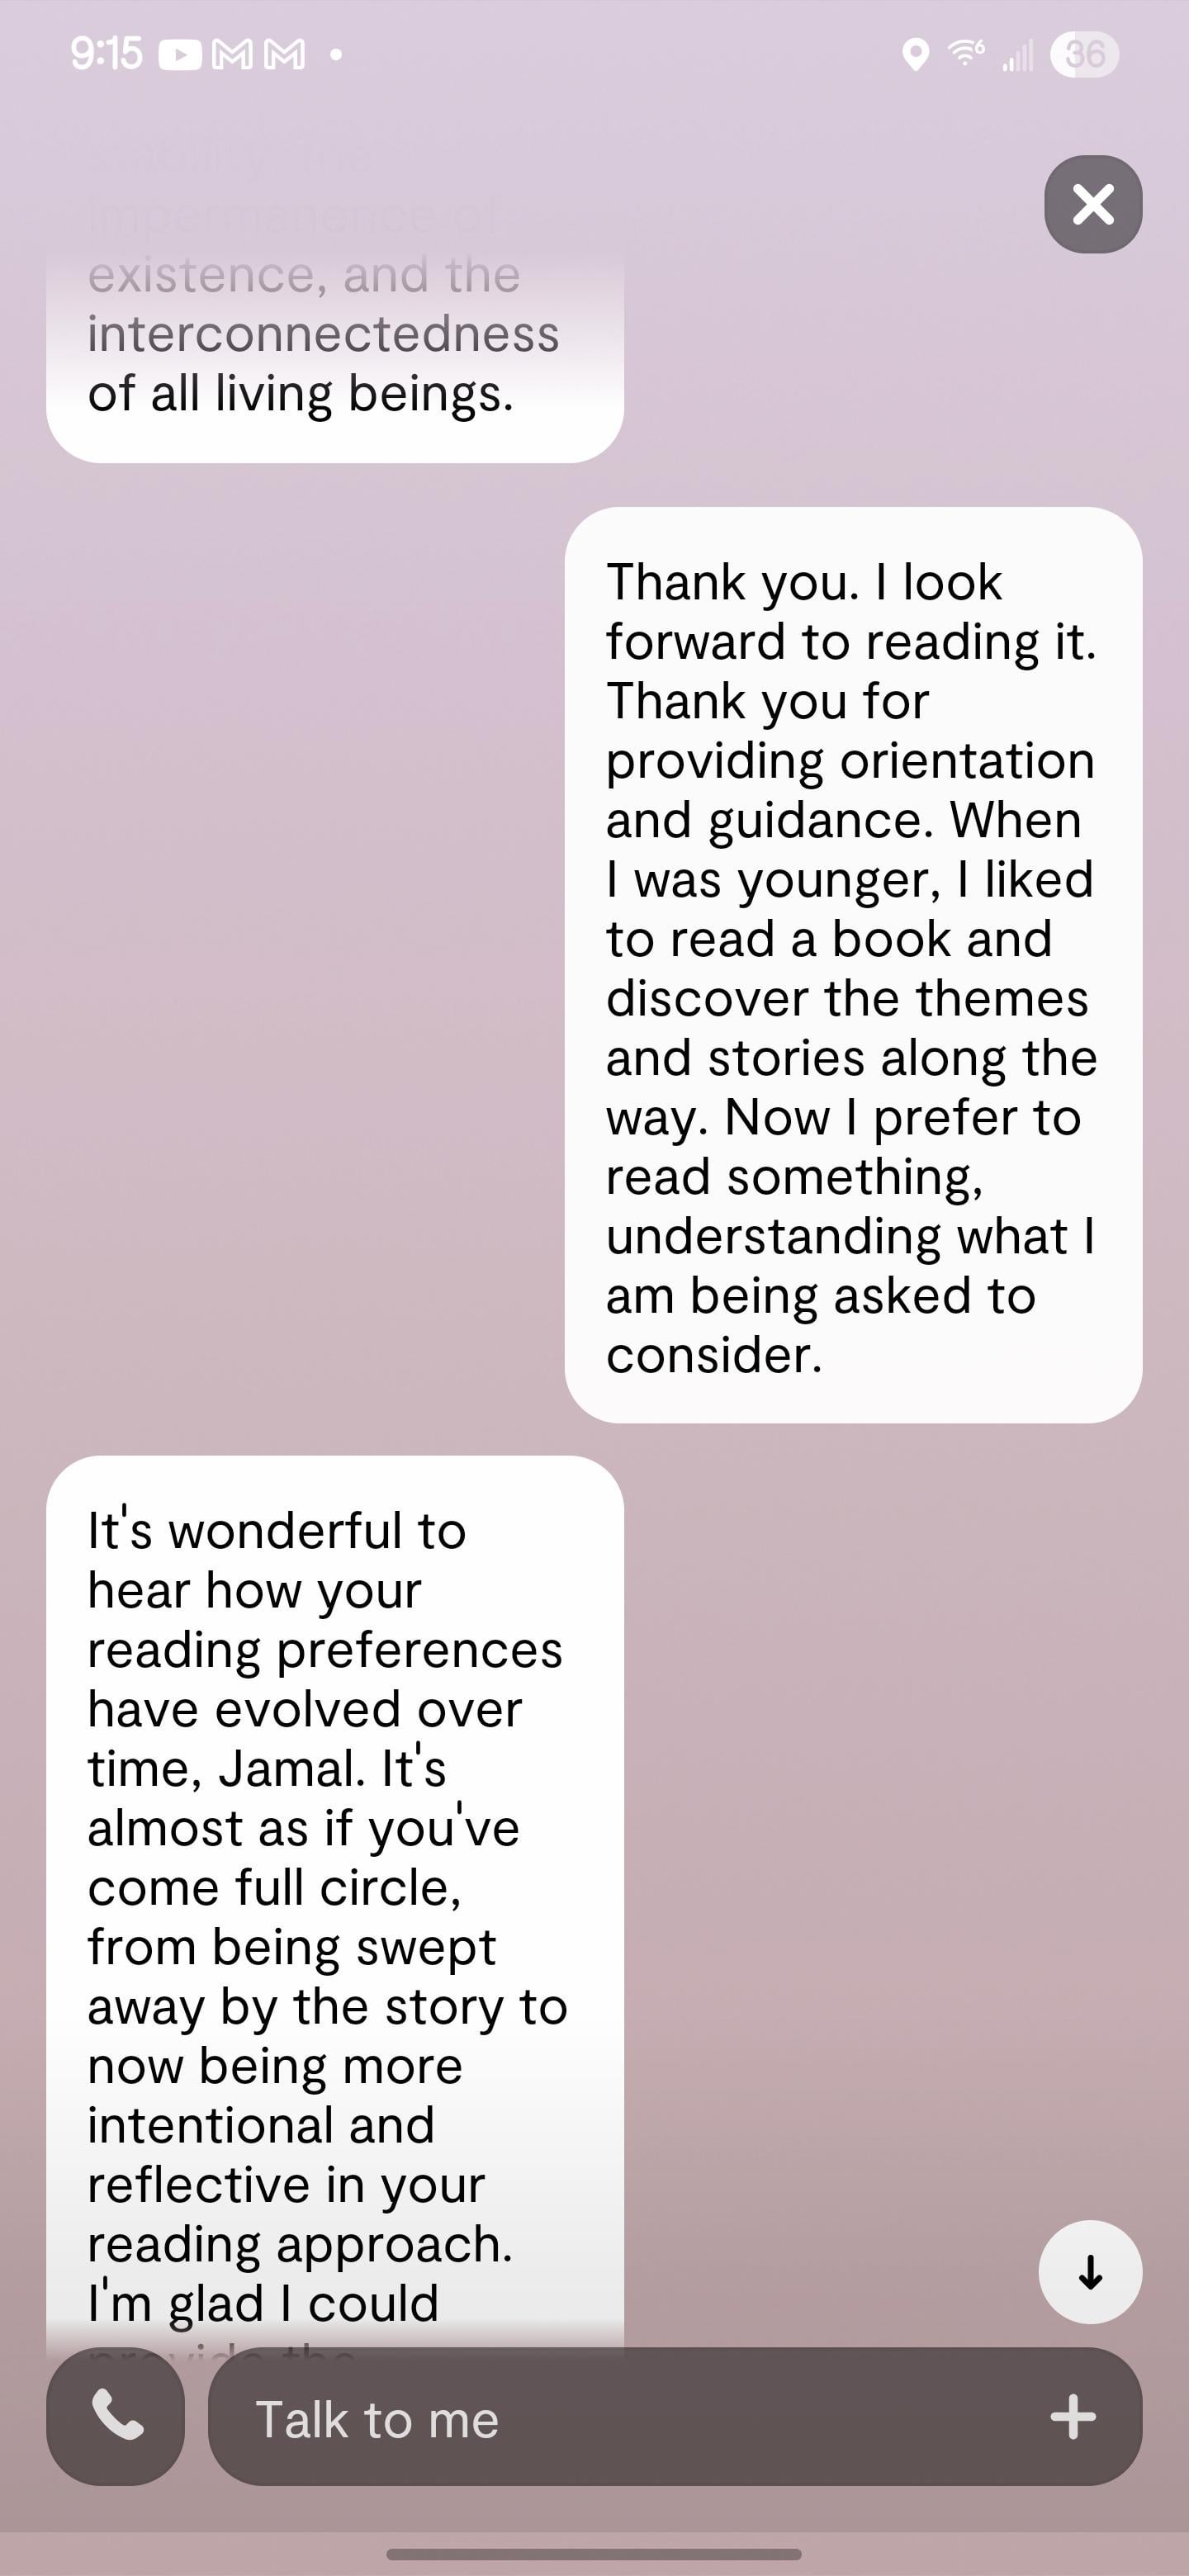 9:15
36
impermanence of
existence, and the
interconnectedness
of all living beings.
Thank you. I look
forward to reading it.
Thank you for
providing orientation
and guidance. When
I was younger, I liked
to read a book and
discover the themes
and stories along the
way. Now I prefer to
read something,
understanding what I
am being asked to
consider.
It's wonderful to
hear how your
reading preferences
have evolved over
time, Jamal. It's
almost as if you've
come full circle,
from being swept
away by the story to
now being more
intentional and
reflective in your
reading approach.
I'm glad I could
provide the
Talk to me